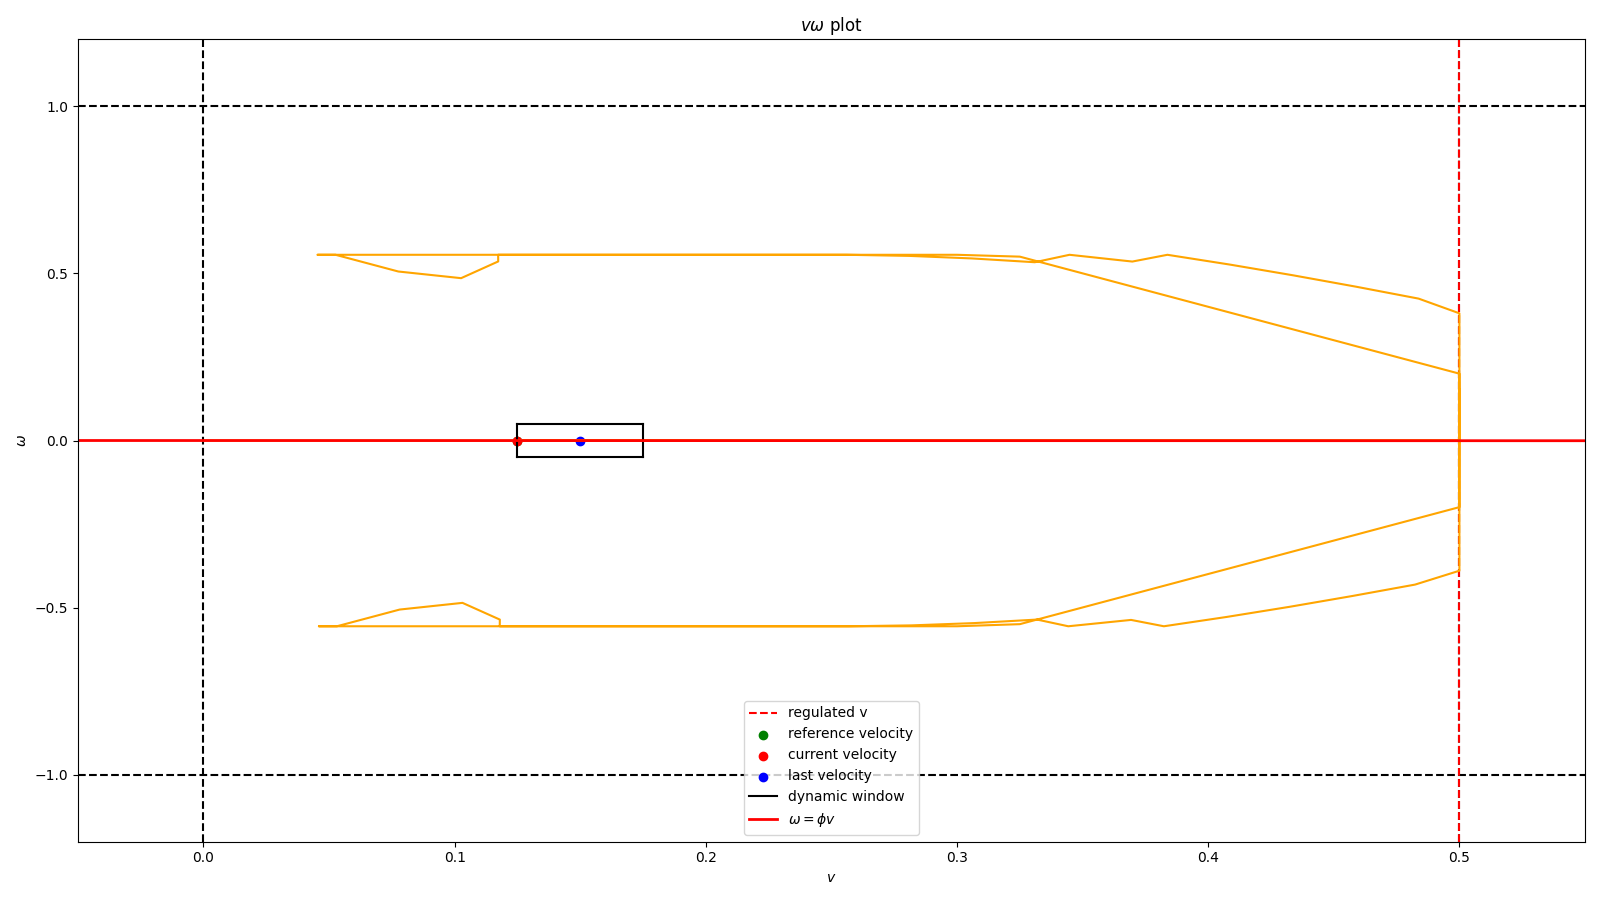 vω plot
ω
1.0
0.5
0.0
−0.5
−1.0
regulated v
reference velocity
current velocity
last velocity
dynamic window
ω = ϕv
0.0 0.1 0.2 0.3 0.4 0.5
v